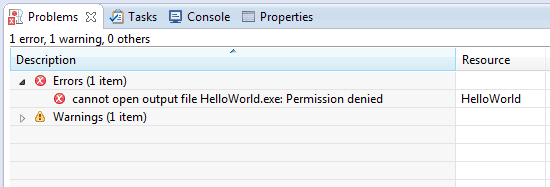 Problems Tasks Console Properties
1 error, 1 warning, 0 others
Description Resource
Errors (1 item)
cannot open output file HelloWorld.exe: Permission denied HelloWorld
Warnings (1 item)